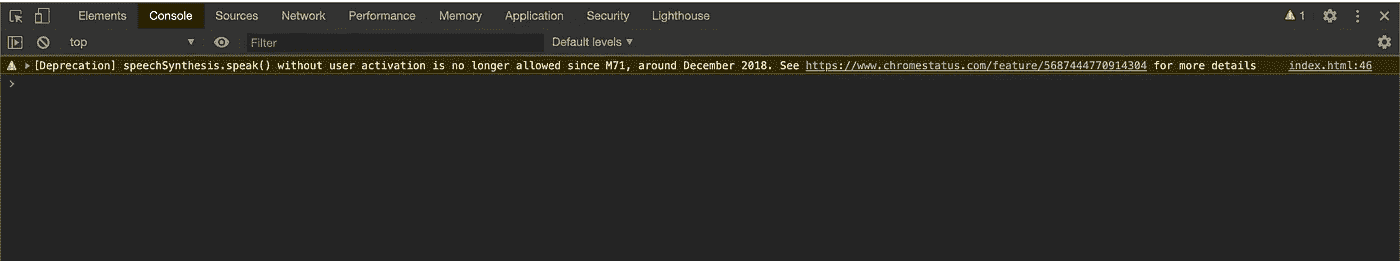 Elements Console Sources Network Performance Memory Application Security Lighthouse 1
top Filter Default levels
[Deprecation] speechSynthesis.speak() without user activation is no longer allowed since M71, around December 2018. See https://www.chromestatus.com/feature/5687444770914304 for more details index.html:46